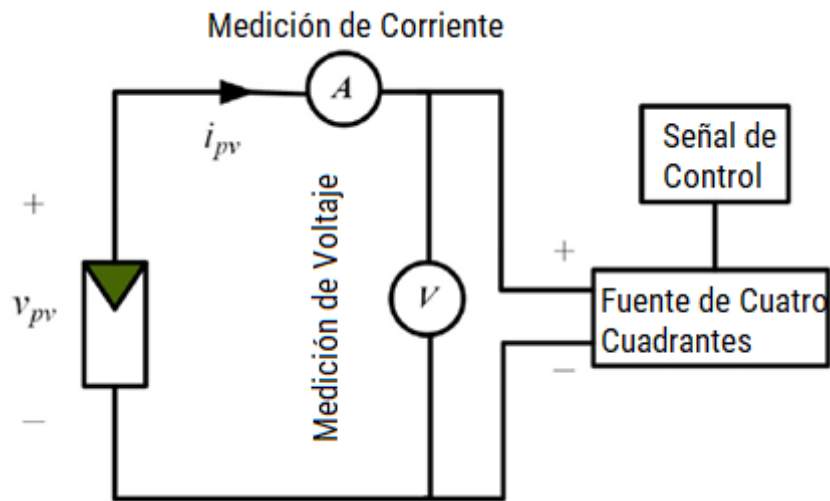 Medición de Corriente
A
i_pv
Señal de
Control
+
Medición de Voltaje
+
v_pv
V
Fuente de Cuatro
Cuadrantes
−
−